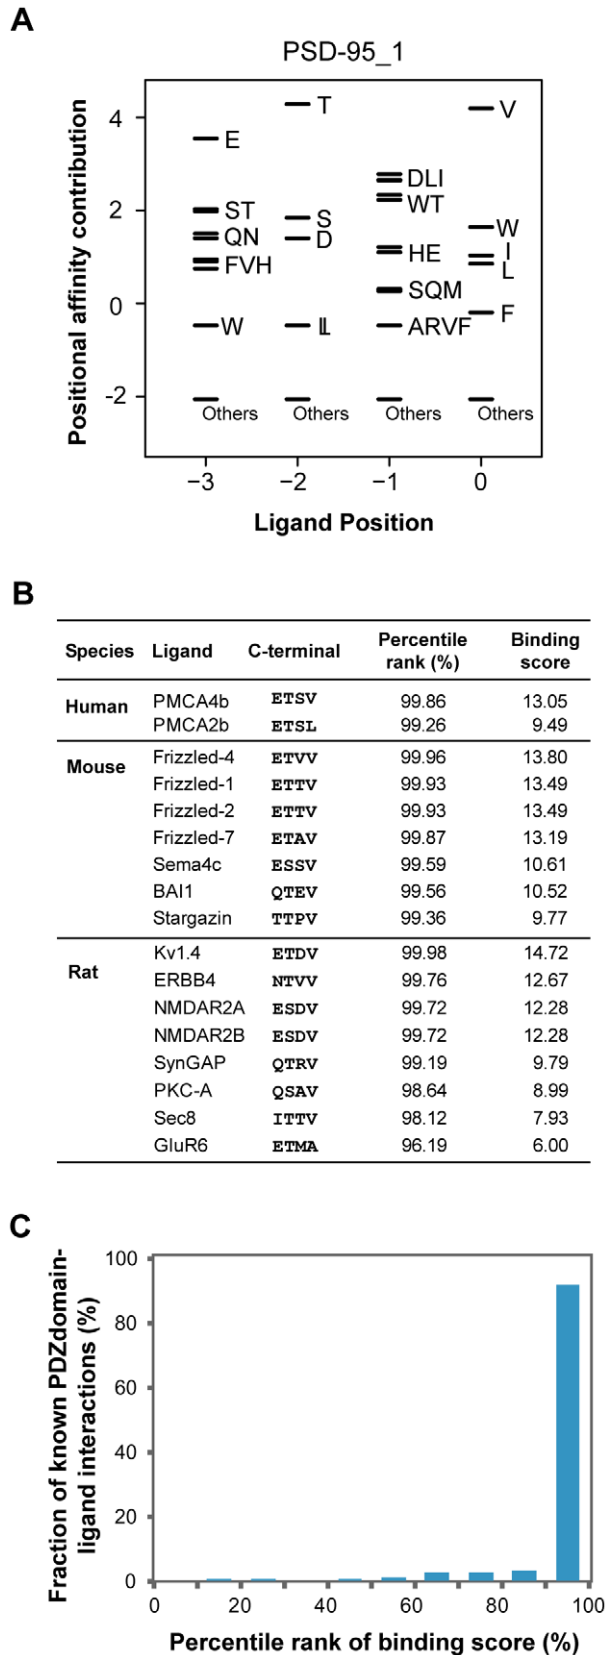 A
PSD-95_1
Positional affinity contribution
4
2
0
-2
E
ST
QN
FVH
W
Others
T
S
D
IL
Others
DLI
WT
HE
SQM
ARVF
Others
V
W
I
L
F
Others
−3 −2 −1 0
Ligand Position
B
Species Ligand C-terminal Percentile rank (%) Binding score
Human PMCA4b ETSV 99.86 13.05
PMCA2b ETSL 99.26 9.49
Mouse Frizzled-4 ETVV 99.96 13.80
Frizzled-1 ETTV 99.93 13.49
Frizzled-2 ETTV 99.93 13.49
Frizzled-7 ETAV 99.87 13.19
Sema4c ESSV 99.59 10.61
BAI1 QTEV 99.56 10.52
Stargazin TTPV 99.36 9.77
Rat Kv1.4 ETDV 99.98 14.72
ERBB4 NTVV 99.76 12.67
NMDAR2A ESDV 99.72 12.28
NMDAR2B ESDV 99.72 12.28
SynGAP QTRV 99.19 9.79
PKC-A QSAV 98.64 8.99
Sec8 ITTV 98.12 7.93
GluR6 ETMA 96.19 6.00
C
Fraction of known PDZdomain-
ligand interactions (%)
100
80
60
40
20
0
0 20 40 60 80 100
Percentile rank of binding score (%)